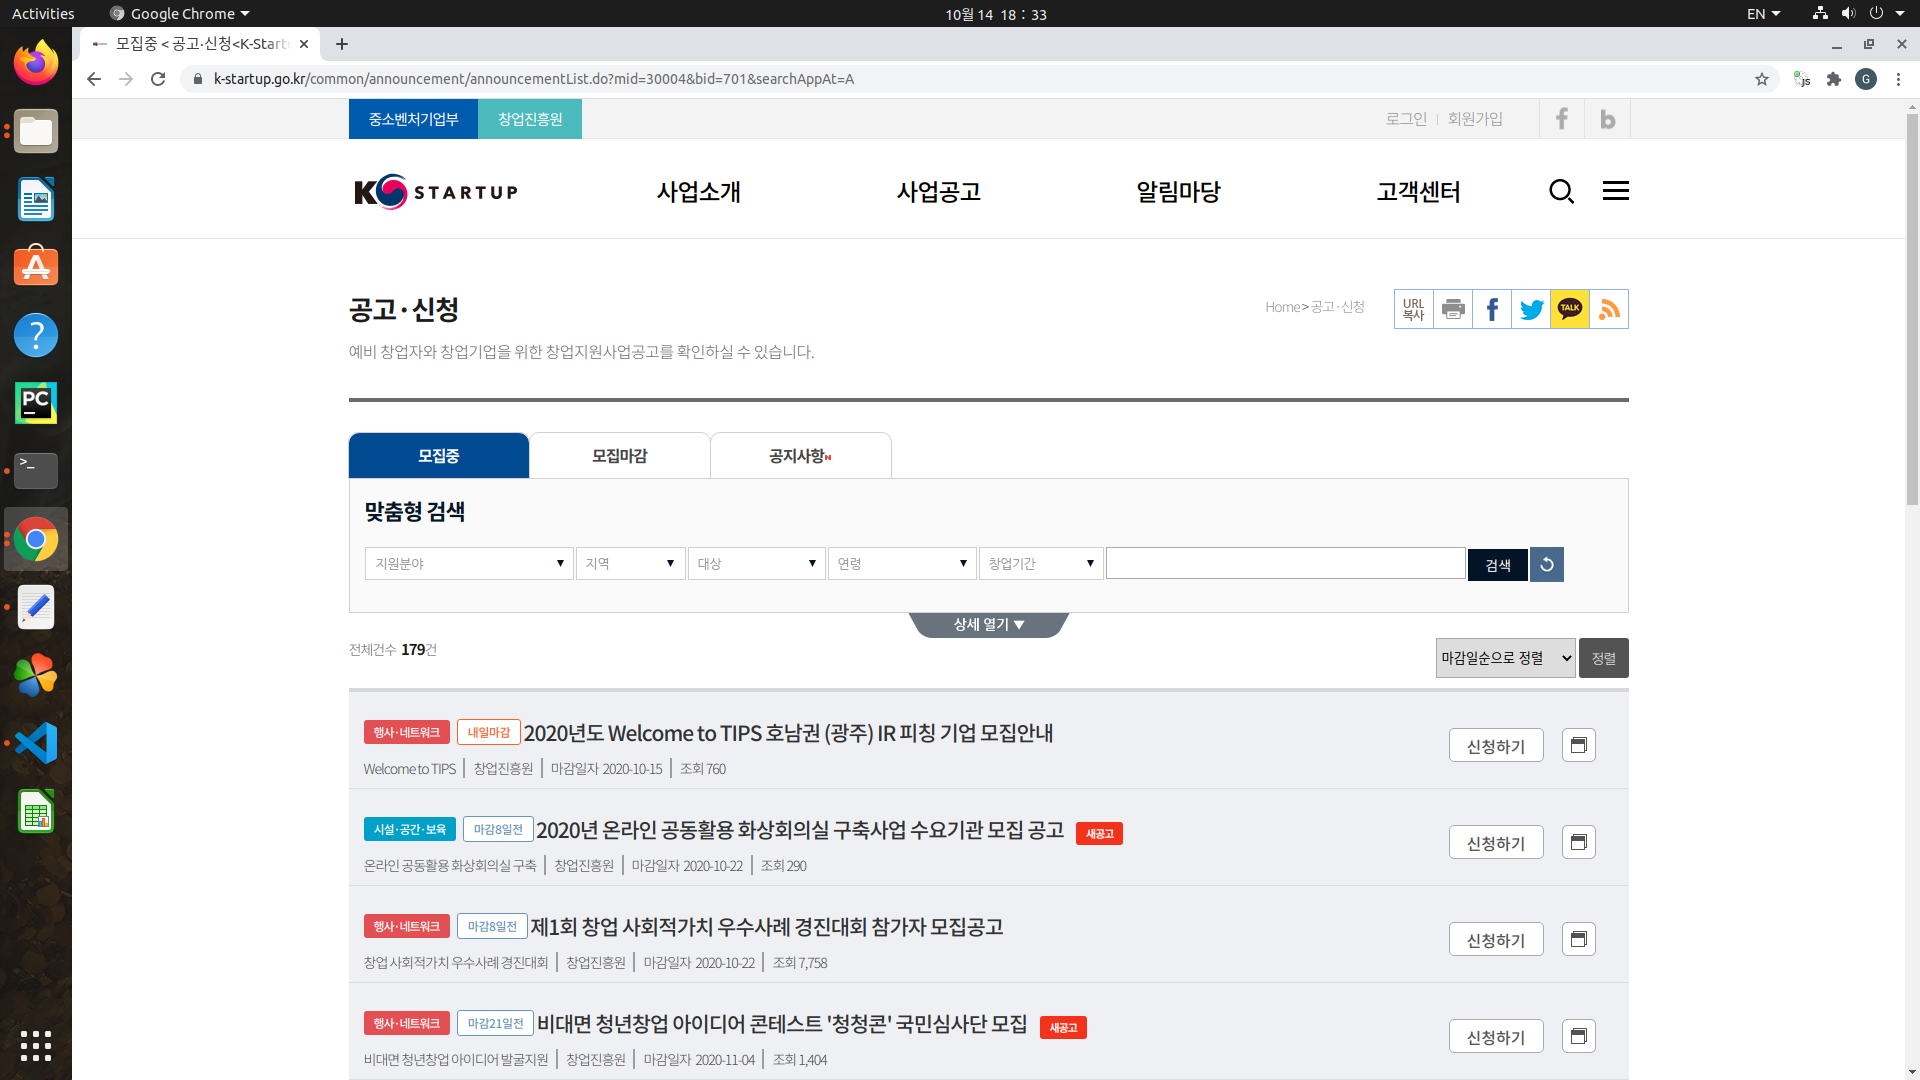 Activities
Google Chrome
10월 14 18 : 33
EN
모집중 < 공고·신청<K-Start
k-startup.go.kr/common/announcement/announcementList.do?mid=30004&bid=701&searchAppAt=A
JS
G
중소벤처기업부
창업진흥원
로그인
회원가입
K STARTUP
사업소개
사업공고
알림마당
고객센터
공고·신청
Home > 공고·신청
URL
복사
TALK
예비 창업자와 창업기업을 위한 창업지원사업공고를 확인하실 수 있습니다.
모집중
모집마감
공지사항N
맞춤형 검색
지원분야 ▼
지역 ▼
대상 ▼
연령 ▼
창업기간 ▼
검색
상세 열기 ▼
전체건수 179건
마감일순으로 정렬
정렬
행사·네트워크 내일마감 2020년도 Welcome to TIPS 호남권 (광주) IR 피칭 기업 모집안내
신청하기
Welcome to TIPS 창업진흥원 마감일자 2020-10-15 조회 760
시설·공간·보육 마감8일전 2020년 온라인 공동활용 화상회의실 구축사업 수요기관 모집 공고 새공고
신청하기
온라인 공동활용 화상회의실 구축 창업진흥원 마감일자 2020-10-22 조회 290
행사·네트워크 마감8일전 제1회 창업 사회적가치 우수사례 경진대회 참가자 모집공고
신청하기
창업 사회적가치 우수사례 경진대회 창업진흥원 마감일자 2020-10-22 조회 7,758
행사·네트워크 마감21일전 비대면 청년창업 아이디어 콘테스트 '청청콘' 국민심사단 모집 새공고
신청하기
비대면 청년창업 아이디어 발굴지원 창업진흥원 마감일자 2020-11-04 조회 1,404